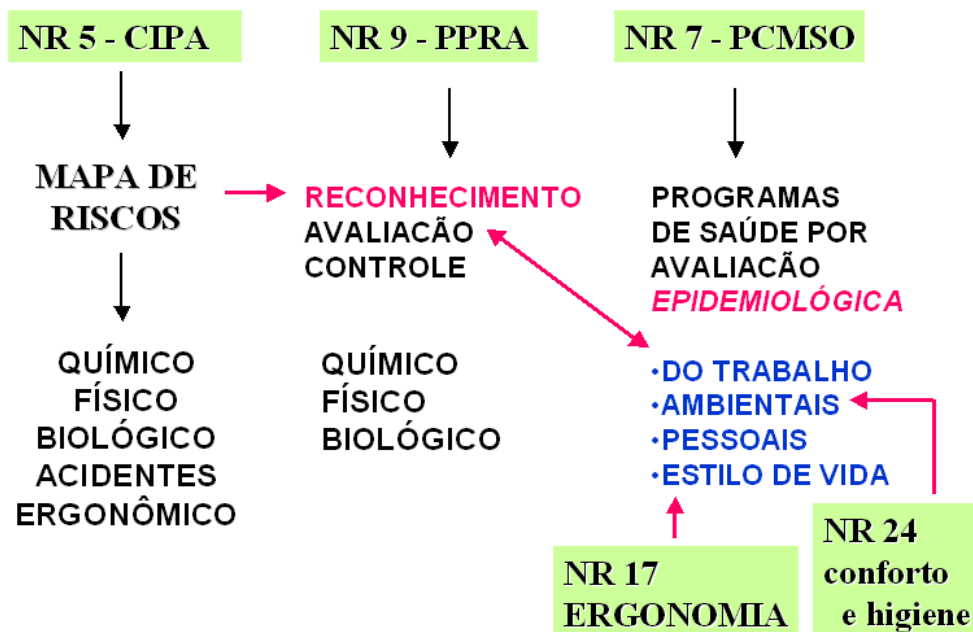 NR 5 - CIPA
NR 9 - PPRA
NR 7 - PCMSO
MAPA DE
RISCOS
RECONHECIMENTO
AVALIACÃO
CONTROLE
PROGRAMAS
DE SAÚDE POR
AVALIACÃO
EPIDEMIOLÓGICA
QUÍMICO
FÍSICO
BIOLÓGICO
ACIDENTES
ERGONÔMICO
QUÍMICO
FÍSICO
BIOLÓGICO
•DO TRABALHO
•AMBIENTAIS
•PESSOAIS
•ESTILO DE VIDA
NR 17
ERGONOMIA
NR 24
conforto
e higiene